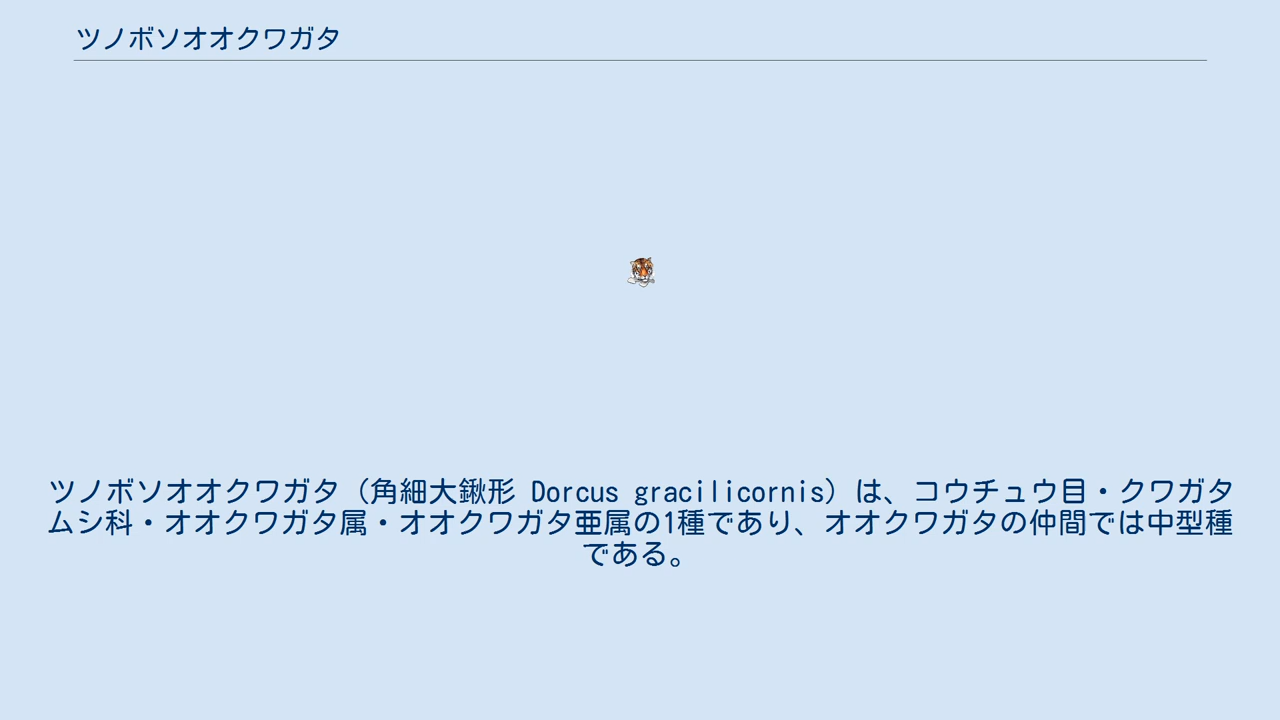 ツノボソオオクワガタ
ツノボソオオクワガタ（角細大鍬形 Dorcus gracilicornis）は、コウチュウ目・クワガタ
ムシ科・オオクワガタ属・オオクワガタ亜属の1種であり、オオクワガタの仲間では中型種
である。